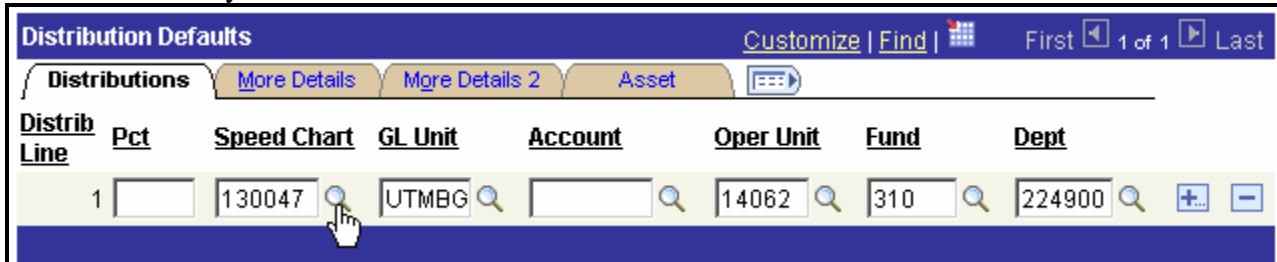 Distribution Defaults Customize | Find | First 1 of 1 Last
Distributions More Details More Details 2 Asset
Distrib Line Pct Speed Chart GL Unit Account Oper Unit Fund Dept
1 130047 UTMBG 14062 310 224900